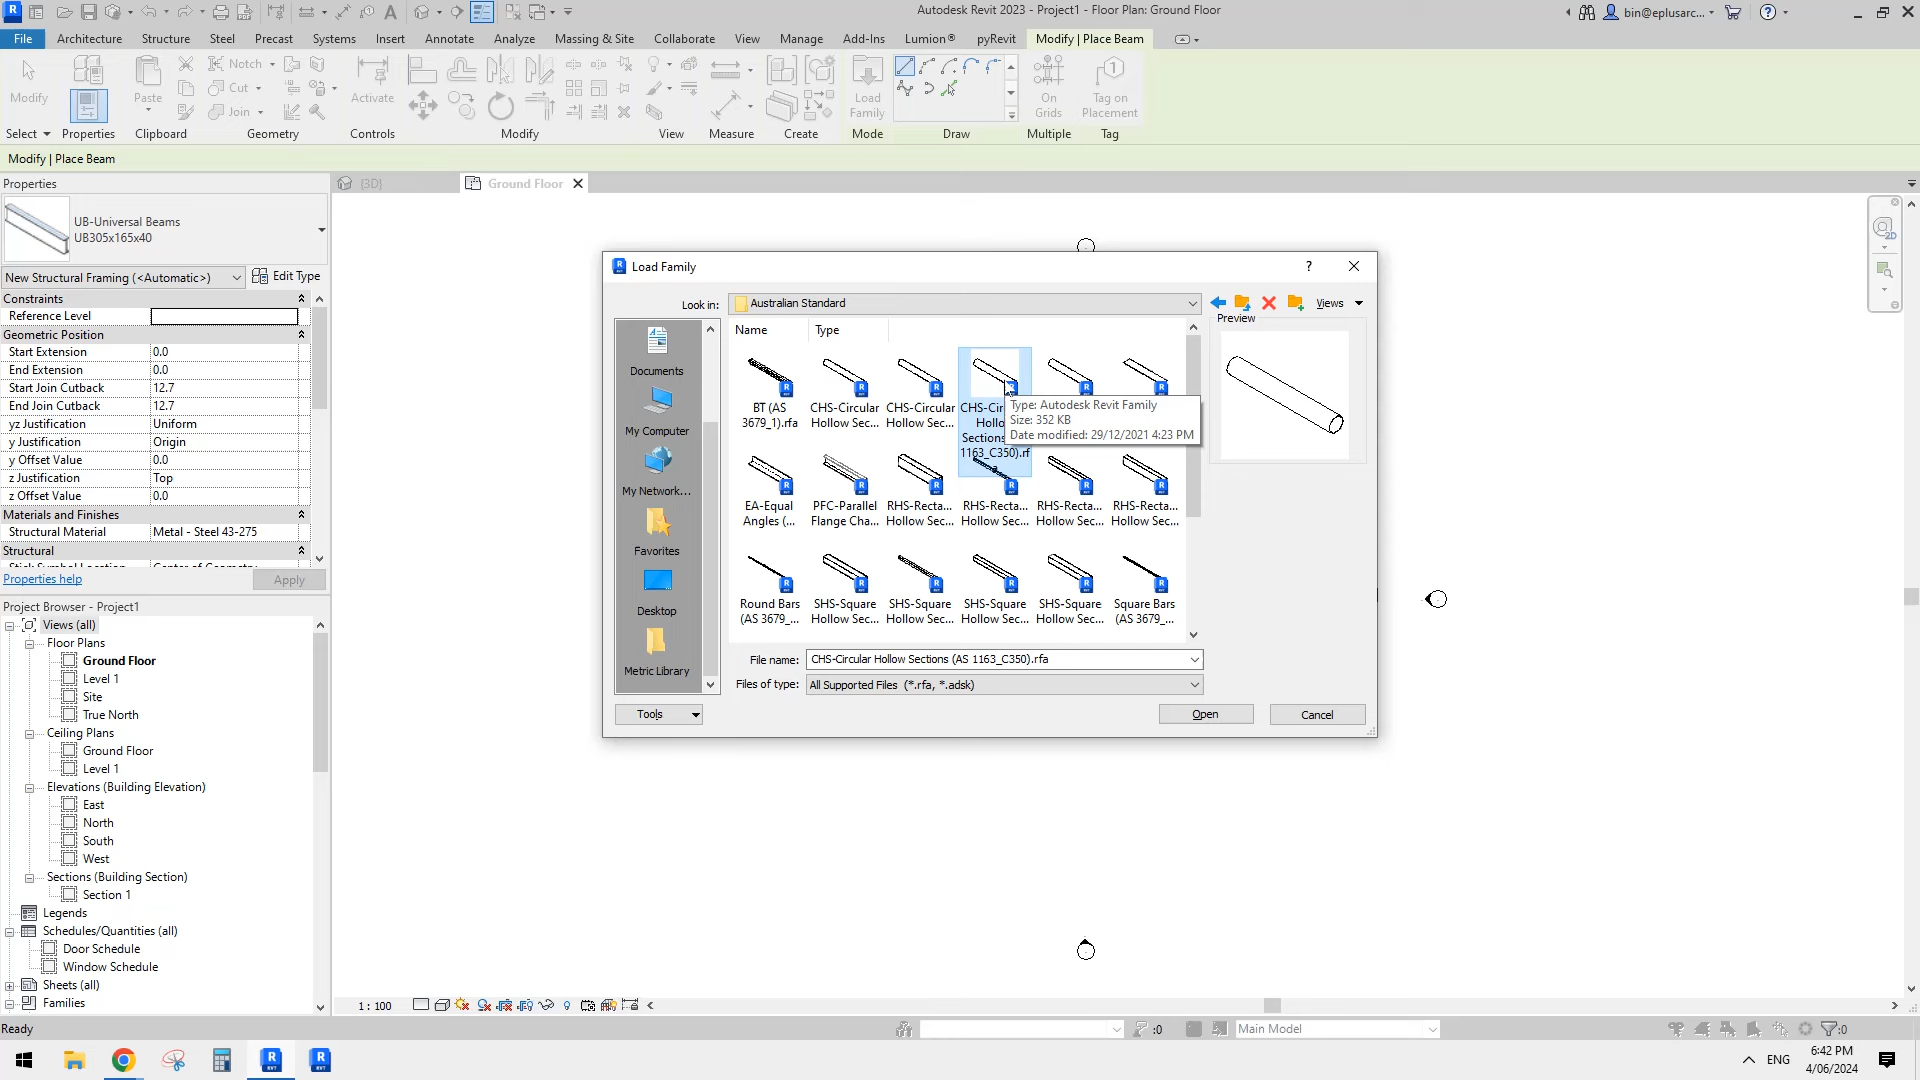 Autodesk Revit 2023 - Project1 - Floor Plan: Ground Floor
bin@eplusarc...
File Architecture Structure Steel Precast Systems Insert Annotate Analyze Massing & Site Collaborate View Manage Add-Ins Lumion® pyRevit Modify | Place Beam
Modify
Paste
Notch
Cut
Join
Activate
Load
Family
On
Grids
Tag on
Placement
Select Properties Clipboard Geometry Controls Modify View Measure Create Mode Draw Multiple Tag
Modify | Place Beam
Properties
{3D}
Ground Floor
UB-Universal Beams
UB305x165x40
New Structural Framing (<Automatic>)
Edit Type
Constraints
Reference Level
Geometric Position
Start Extension 0.0
End Extension 0.0
Start Join Cutback 12.7
End Join Cutback 12.7
yz Justification Uniform
y Justification Origin
y Offset Value 0.0
z Justification Top
z Offset Value 0.0
Materials and Finishes
Structural Material Metal - Steel 43-275
Structural
Properties help
Apply
Project Browser - Project1
Views (all)
Floor Plans
Ground Floor
Level 1
Site
True North
Ceiling Plans
Ground Floor
Level 1
Elevations (Building Elevation)
East
North
South
West
Sections (Building Section)
Section 1
Legends
Schedules/Quantities (all)
Door Schedule
Window Schedule
Sheets (all)
Families
Load Family
?
Look in:
Australian Standard
Views
Documents
My Computer
My Network...
Favorites
Desktop
Metric Library
Name
Type
Preview
BT (AS
3679_1).rfa
CHS-Circular
Hollow Sec...
CHS-Circular
Hollow Sec...
CHS-Cir
Hollo
Sections
1163_C350).rf
a
Type: Autodesk Revit Family
Size: 352 KB
Date modified: 29/12/2021 4:23 PM
EA-Equal
Angles (...
PFC-Parallel
Flange Cha...
RHS-Recta...
Hollow Sec...
RHS-Recta...
Hollow Sec...
RHS-Recta...
Hollow Sec...
RHS-Recta...
Hollow Sec...
Round Bars
(AS 3679_...
SHS-Square
Hollow Sec...
SHS-Square
Hollow Sec...
SHS-Square
Hollow Sec...
SHS-Square
Hollow Sec...
Square Bars
(AS 3679_...
File name:
CHS-Circular Hollow Sections (AS 1163_C350).rfa
Files of type:
All Supported Files (*.rfa, *.adsk)
Tools
Open
Cancel
2D
1 : 100
Ready
:0
Main Model
:0
ENG
6:42 PM
4/06/2024